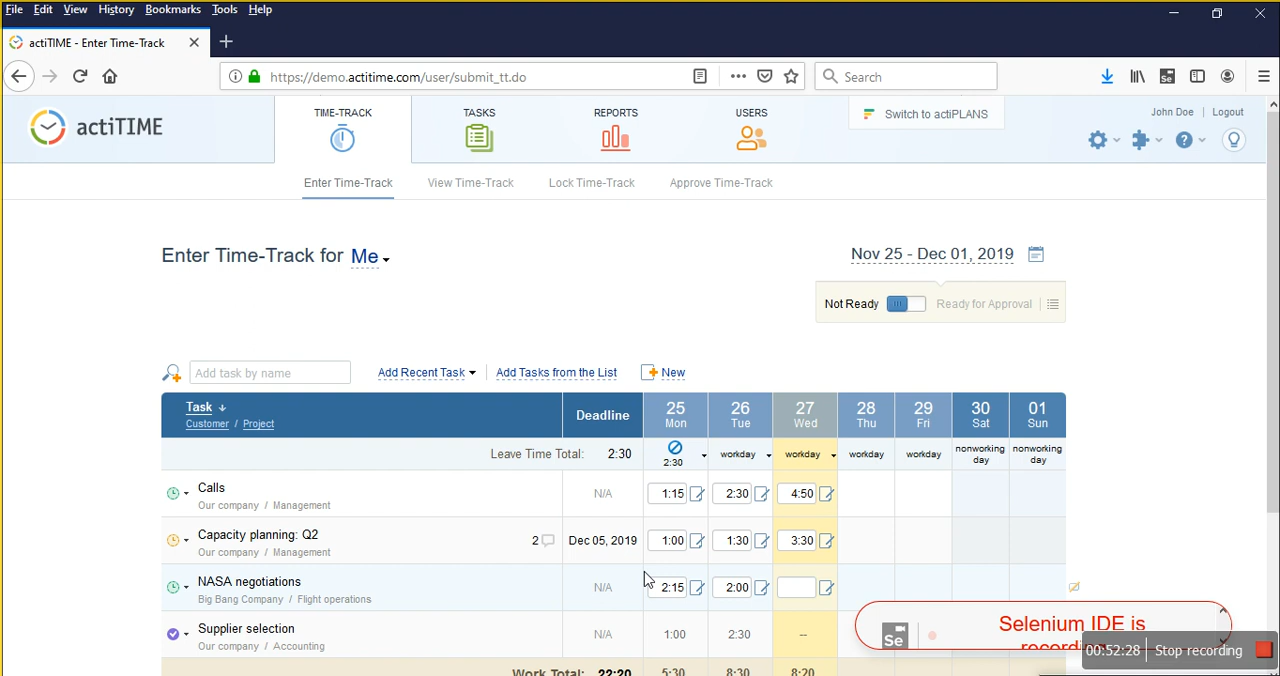 File Edit View History Bookmarks Tools Help
actiTIME - Enter Time-Track
https://demo.actitime.com/user/submit_tt.do
Search
actiTIME
TIME-TRACK TASKS REPORTS USERS
Switch to actiPLANS
John Doe | Logout
Enter Time-Track View Time-Track Lock Time-Track Approve Time-Track
Enter Time-Track for Me
Nov 25 - Dec 01, 2019
Not Ready Ready for Approval
Add task by name Add Recent Task Add Tasks from the List New
Task ↓ Deadline 25 26 27 28 29 30 01
Customer / Project Mon Tue Wed Thu Fri Sat Sun
Leave Time Total: 2:30 2:30 workday workday workday workday nonworking day nonworking day
Calls N/A 1:15 2:30 4:50
Our company / Management
Capacity planning: Q2 2 Dec 05, 2019 1:00 1:30 3:30
Our company / Management
NASA negotiations N/A 2:15 2:00
Big Bang Company / Flight operations
Supplier selection N/A 1:00 2:30 --
Our company / Accounting
Work Total: 22:20 5:30 8:30 8:20
Se Selenium IDE is
00:52:28 Stop recording